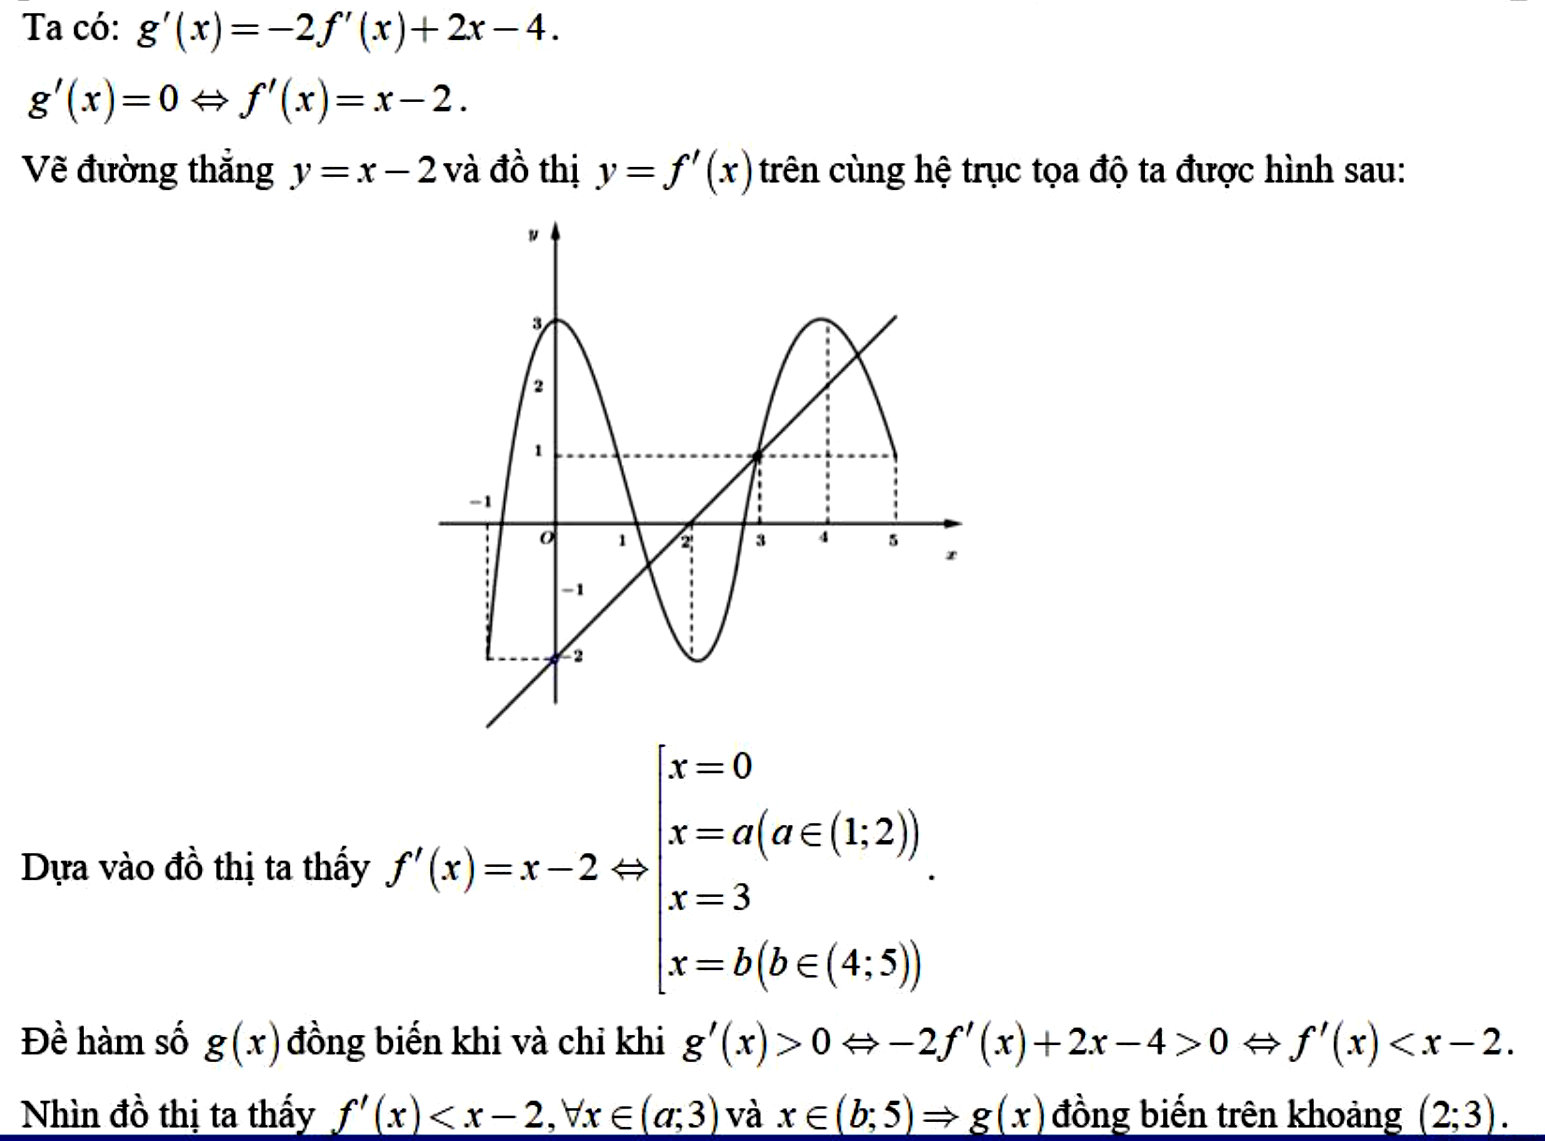 Ta có: g′(x)=−2f′(x)+2x−4.
g′(x)=0⇔f′(x)=x−2.
Vẽ đường thẳng y=x−2 và đồ thị y=f′(x) trên cùng hệ trục tọa độ ta được hình sau:
y
3
2
1
−1
O 1 2 3 4 5
x
−1
−2
x=0
x=a(a∈(1;2))
Dựa vào đồ thị ta thấy f′(x)=x−2⇔ .
x=3
x=b(b∈(4;5))
Đề hàm số g(x) đồng biến khi và chỉ khi g′(x)>0⇔−2f′(x)+2x−4>0⇔f′(x)<x−2.
Nhìn đồ thị ta thấy f′(x)<x−2,∀x∈(a;3) và x∈(b;5)⇒g(x) đồng biến trên khoảng (2;3).